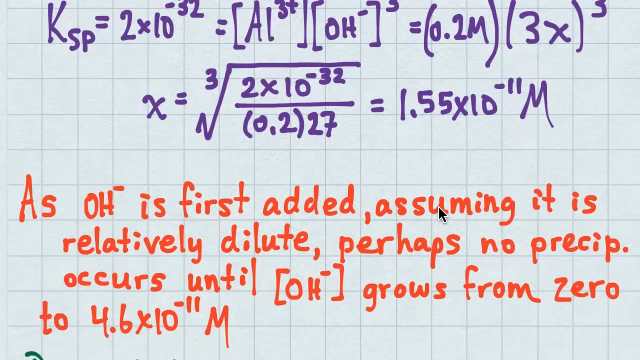 Ksp = 2×10⁻³² = [Al³⁺][OH⁻]³ = (0.2M)(3x)³
x = ∛(2×10⁻³² / (0.2)27) = 1.55×10⁻¹¹ M
As OH⁻ is first added, assuming it is
relatively dilute, perhaps no precip.
occurs until [OH⁻] grows from zero
to 4.6×10⁻¹¹ M